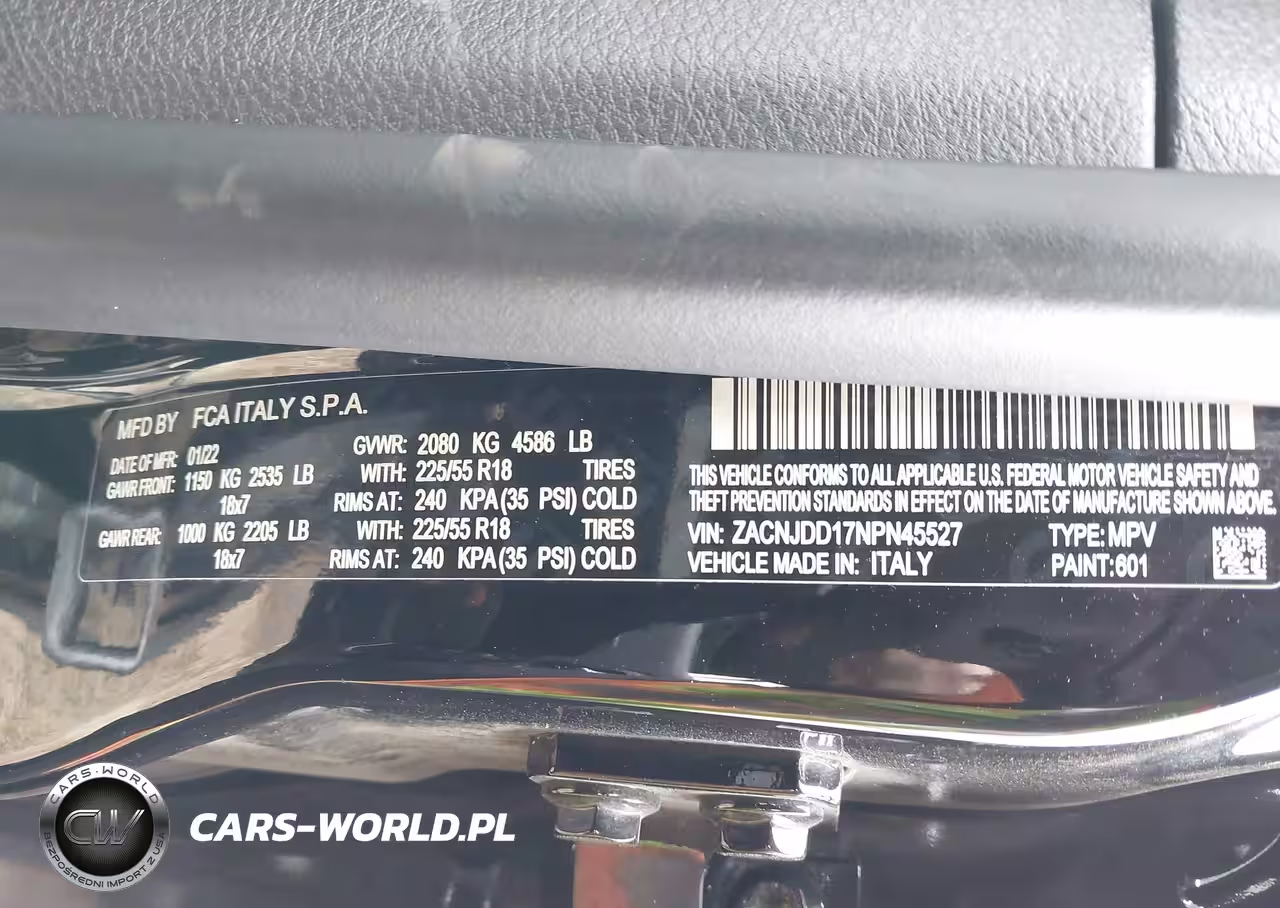 MFD BY FCA ITALY S.P.A.
DATE OF MFR: 01/22 GVWR: 2080 KG 4586 LB
GAWR FRONT: 1150 KG 2535 LB WITH: 225/55 R18 TIRES
18x7 RIMS AT: 240 KPA (35 PSI) COLD
GAWR REAR: 1000 KG 2205 LB WITH: 225/55 R18 TIRES
18x7 RIMS AT: 240 KPA (35 PSI) COLD
THIS VEHICLE CONFORMS TO ALL APPLICABLE U.S. FEDERAL MOTOR VEHICLE SAFETY AND
THEFT PREVENTION STANDARDS IN EFFECT ON THE DATE OF MANUFACTURE SHOWN ABOVE.
VIN: ZACNJDD17NPN45527 TYPE: MPV
VEHICLE MADE IN: ITALY PAINT: 601
CARS-WORLD
CW
BEZPOŚREDNI IMPORT Z USA
CARS-WORLD.PL